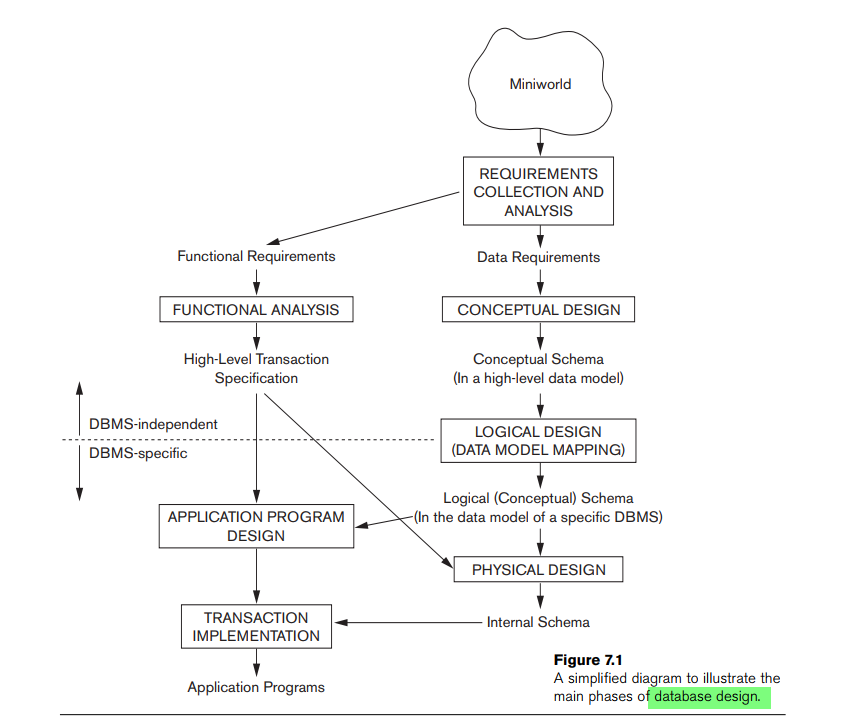 Miniworld
REQUIREMENTS
COLLECTION AND
ANALYSIS
Functional Requirements
Data Requirements
FUNCTIONAL ANALYSIS
CONCEPTUAL DESIGN
High-Level Transaction
Specification
Conceptual Schema
(In a high-level data model)
DBMS-independent
DBMS-specific
LOGICAL DESIGN
(DATA MODEL MAPPING)
Logical (Conceptual) Schema
(In the data model of a specific DBMS)
APPLICATION PROGRAM
DESIGN
PHYSICAL DESIGN
TRANSACTION
IMPLEMENTATION
Internal Schema
Application Programs
Figure 7.1
A simplified diagram to illustrate the
main phases of database design.